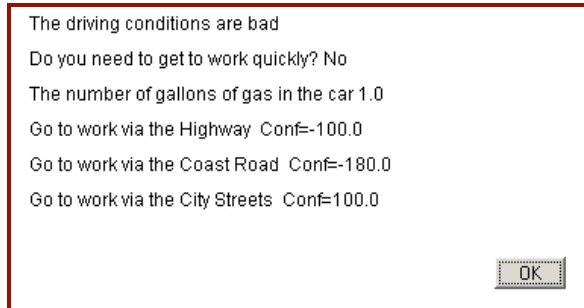 The driving conditions are bad
Do you need to get to work quickly? No
The number of gallons of gas in the car 1.0
Go to work via the Highway Conf=-100.0
Go to work via the Coast Road Conf=-180.0
Go to work via the City Streets Conf=100.0
OK